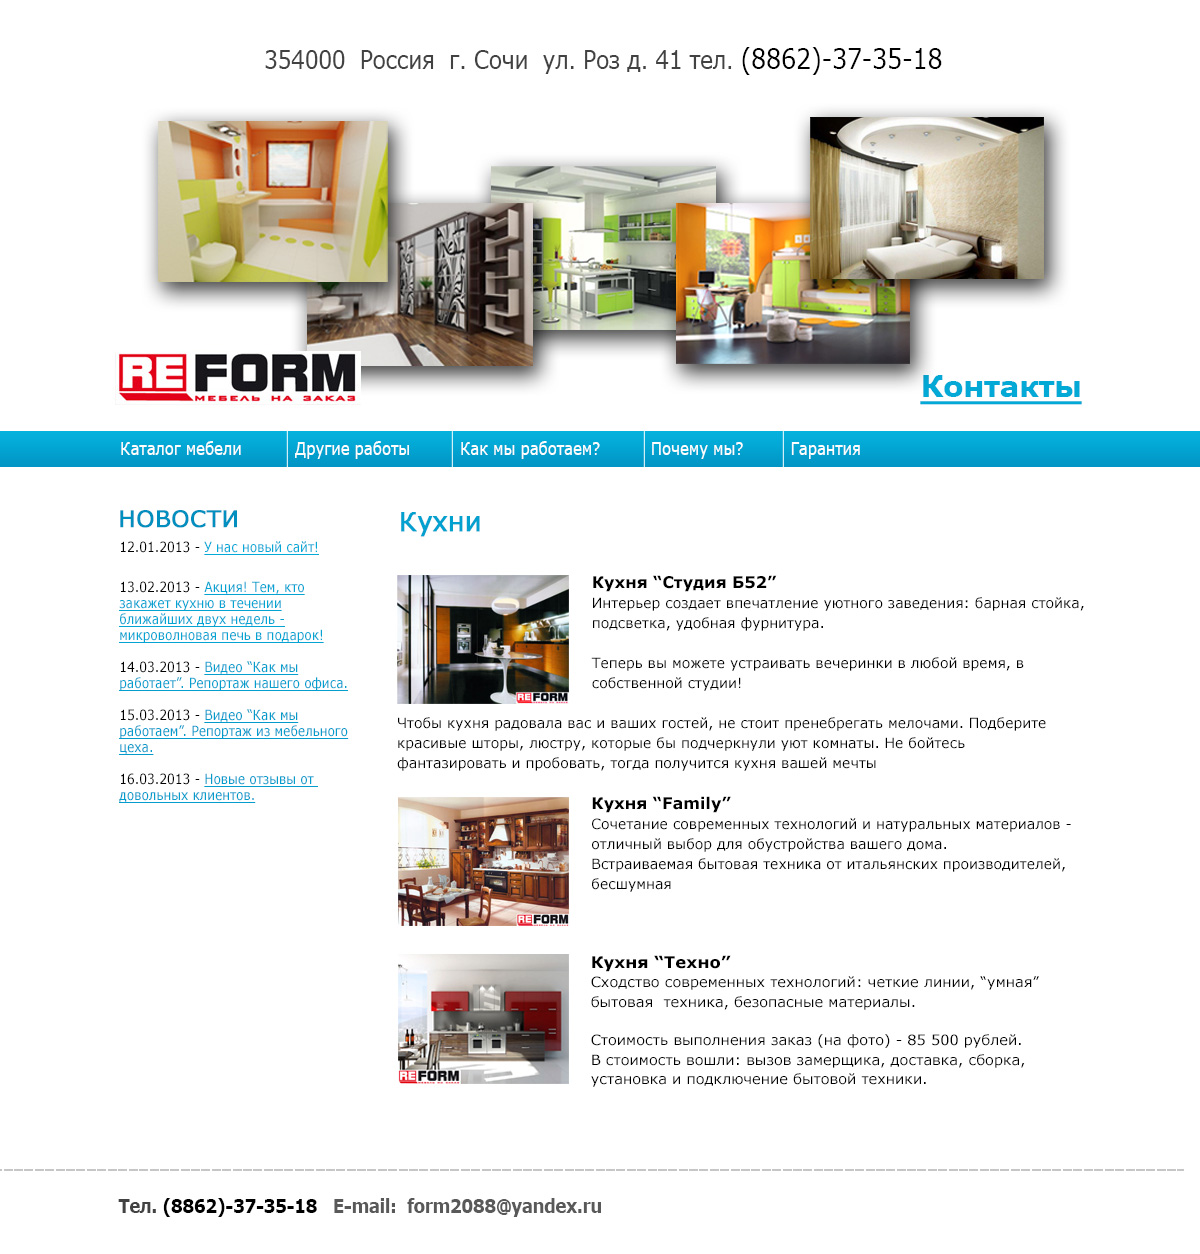 354000 Россия г. Сочи ул. Роз д. 41 тел. (8862)-37-35-18
REFORM
МЕБЕЛЬ НА ЗАКАЗ
Контакты
Каталог мебели
Другие работы
Как мы работаем?
Почему мы?
Гарантия
НОВОСТИ
12.01.2013 - У нас новый сайт!
13.02.2013 - Акция! Тем, кто
закажет кухню в течении
ближайших двух недель -
микроволновая печь в подарок!
14.03.2013 - Видео “Как мы
работает”. Репортаж нашего офиса.
15.03.2013 - Видео “Как мы
работаем”. Репортаж из мебельного
цеха.
16.03.2013 - Новые отзывы от
довольных клиентов.
Кухни
Кухня “Студия Б52”
Интерьер создает впечатление уютного заведения: барная стойка,
подсветка, удобная фурнитура.
Теперь вы можете устраивать вечеринки в любой время, в
собственной студии!
REFORM
Чтобы кухня радовала вас и ваших гостей, не стоит пренебрегать мелочами. Подберите
красивые шторы, люстру, которые бы подчеркнули уют комнаты. Не бойтесь
фантазировать и пробовать, тогда получится кухня вашей мечты
Кухня “Family”
Сочетание современных технологий и натуральных материалов -
отличный выбор для обустройства вашего дома.
Встраиваемая бытовая техника от итальянских производителей,
бесшумная
REFORM
Кухня “Техно”
Сходство современных технологий: четкие линии, “умная”
бытовая техника, безопасные материалы.
Стоимость выполнения заказ (на фото) - 85 500 рублей.
В стоимость вошли: вызов замерщика, доставка, сборка,
установка и подключение бытовой техники.
REFORM
Тел. (8862)-37-35-18 E-mail: form2088@yandex.ru